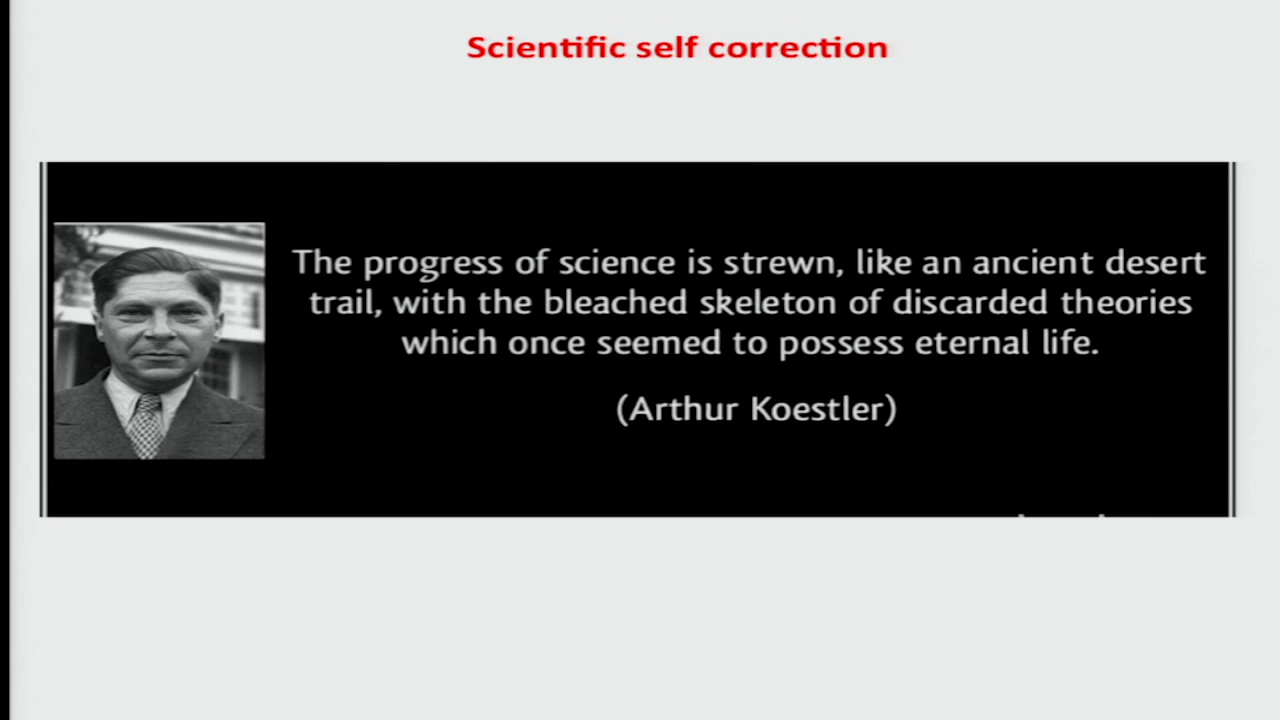 Scientific self correction
The progress of science is strewn, like an ancient desert
trail, with the bleached skeleton of discarded theories
which once seemed to possess eternal life.
(Arthur Koestler)